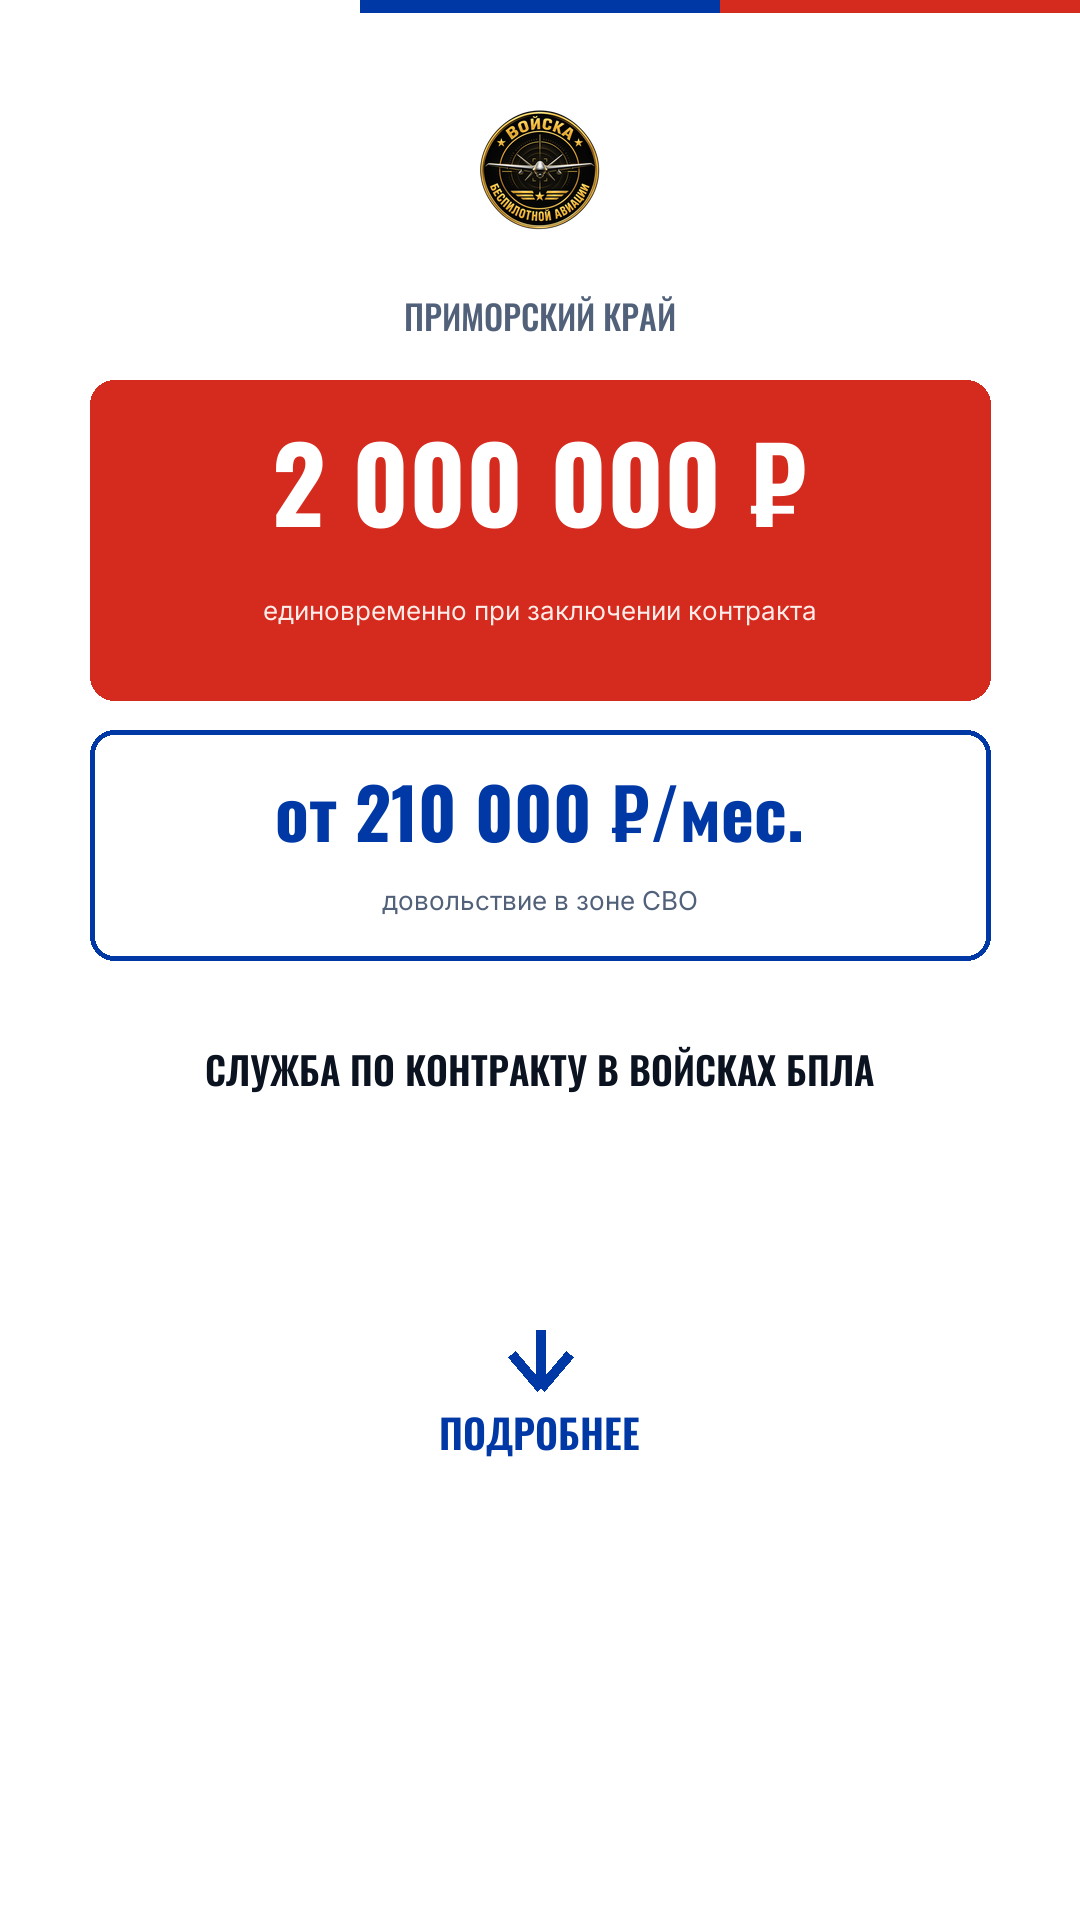 ВОЙСКА
БЕСПИЛОТНОЙ АВИАЦИИ
ПРИМОРСКИЙ КРАЙ
2 000 000 ₽
единовременно при заключении контракта
от 210 000 ₽/мес.
довольствие в зоне СВО
СЛУЖБА ПО КОНТРАКТУ В ВОЙСКАХ БПЛА
ПОДРОБНЕЕ